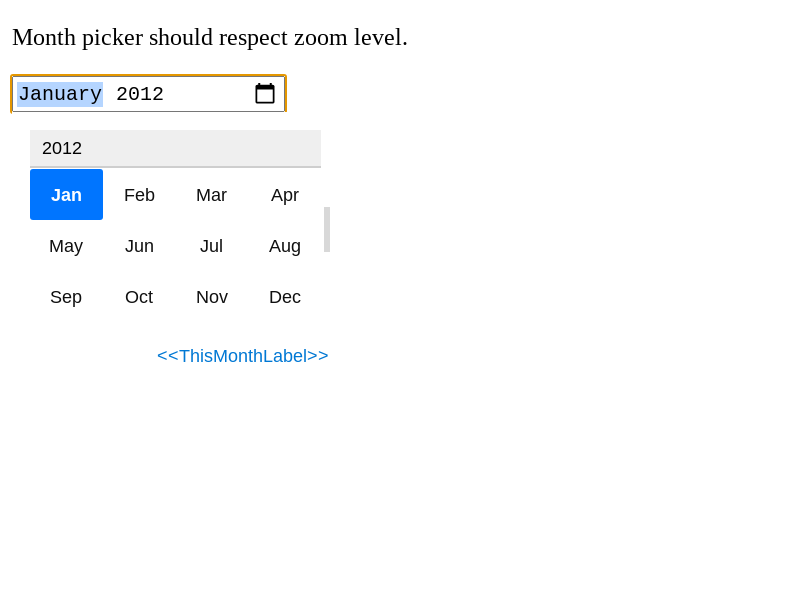 Month picker should respect zoom level.
January 2012
2012
Jan Feb Mar Apr
May Jun Jul Aug
Sep Oct Nov Dec
<<ThisMonthLabel>>